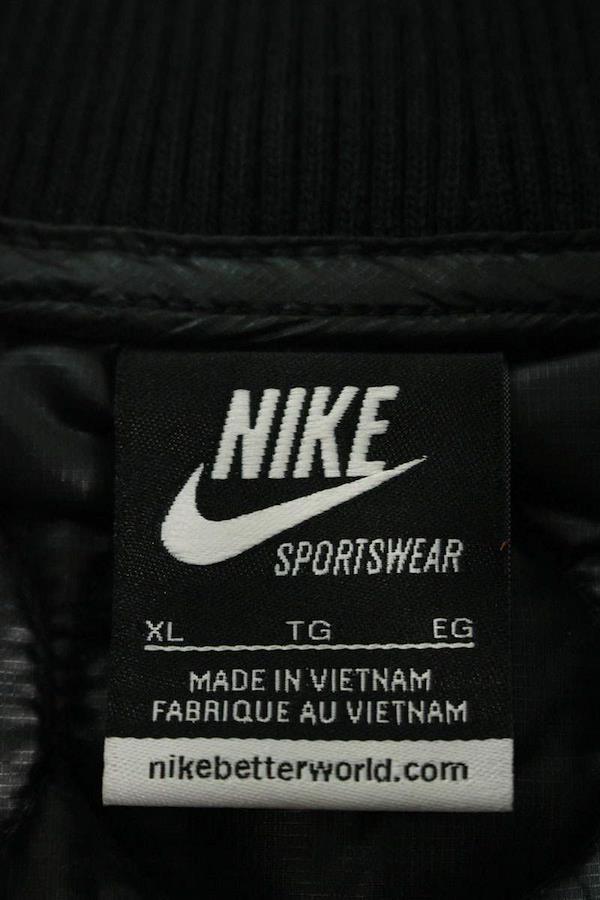 NIKE
SPORTSWEAR
XL TG EG
MADE IN VIETNAM
FABRIQUE AU VIETNAM
nikebetterworld.com